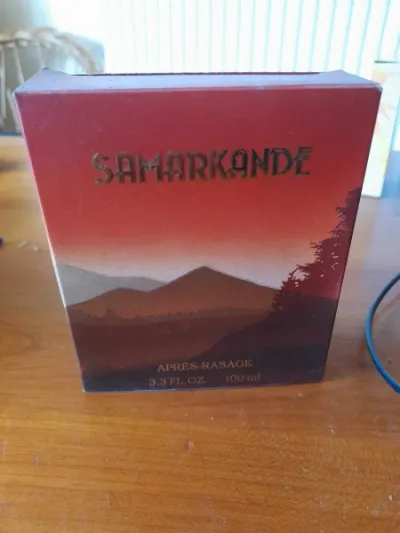 SAMARKANDE
APRÈS-RASAGE
3.3 FL.OZ 100 ml